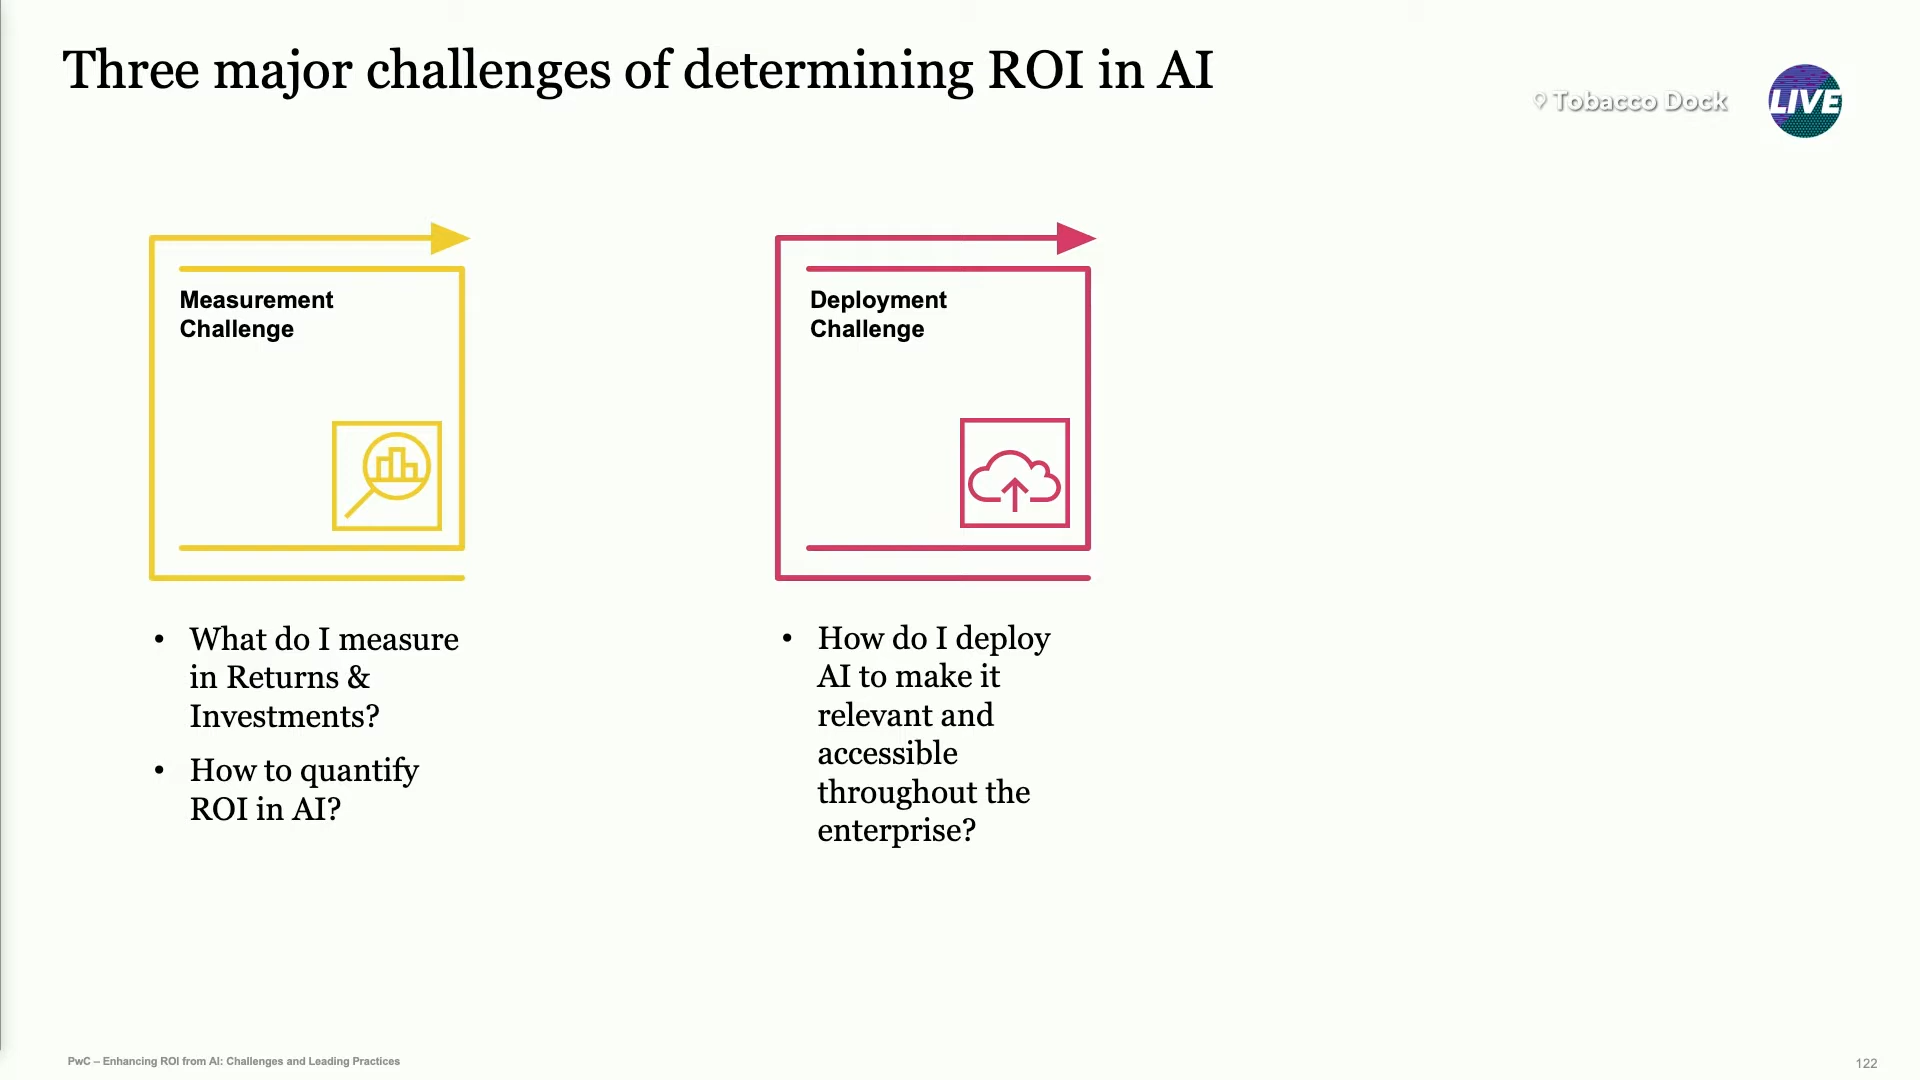 Three major challenges of determining ROI in AI
Tobacco Dock
LIVE
Measurement
Challenge
• What do I measure
in Returns &
Investments?
• How to quantify
ROI in AI?
Deployment
Challenge
• How do I deploy
AI to make it
relevant and
accessible
throughout the
enterprise?
PwC – Enhancing ROI from AI: Challenges and Leading Practices
122